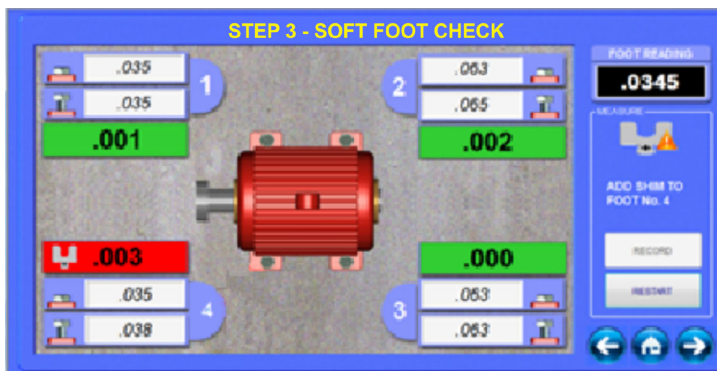 STEP 3 - SOFT FOOT CHECK
.035
.035
1
.001
2
.063
.065
.002
.003
.035
.038
4
.000
.063
.063
3
FOOT READING
.0345
MEASURE
ADD SHIM TO
FOOT No. 4
RECORD
RESTART